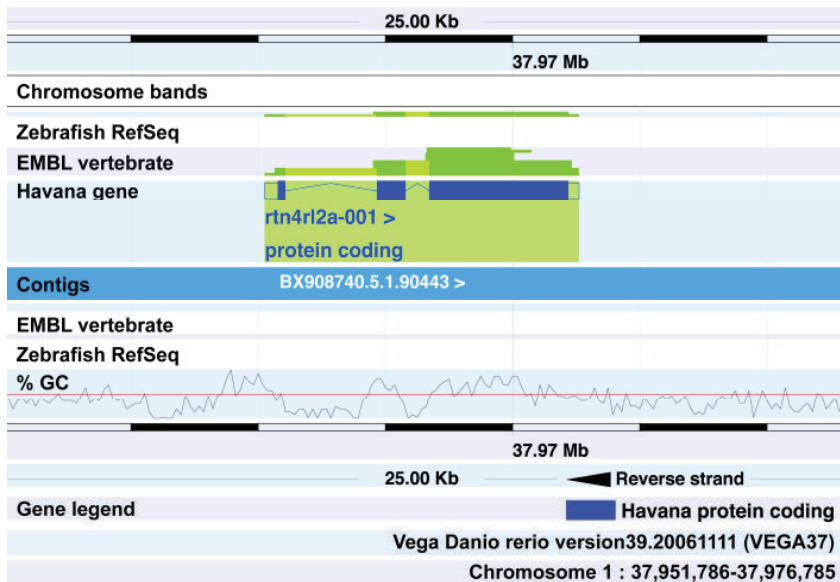 25.00 Kb
37.97 Mb
Chromosome bands
Zebrafish RefSeq
EMBL vertebrate
Havana gene
rtn4rl2a-001 >
protein coding
Contigs
BX908740.5.1.90443 >
EMBL vertebrate
Zebrafish RefSeq
% GC
37.97 Mb
25.00 Kb
Reverse strand
Gene legend
Havana protein coding
Vega Danio rerio version39.20061111 (VEGA37)
Chromosome 1 : 37,951,786-37,976,785